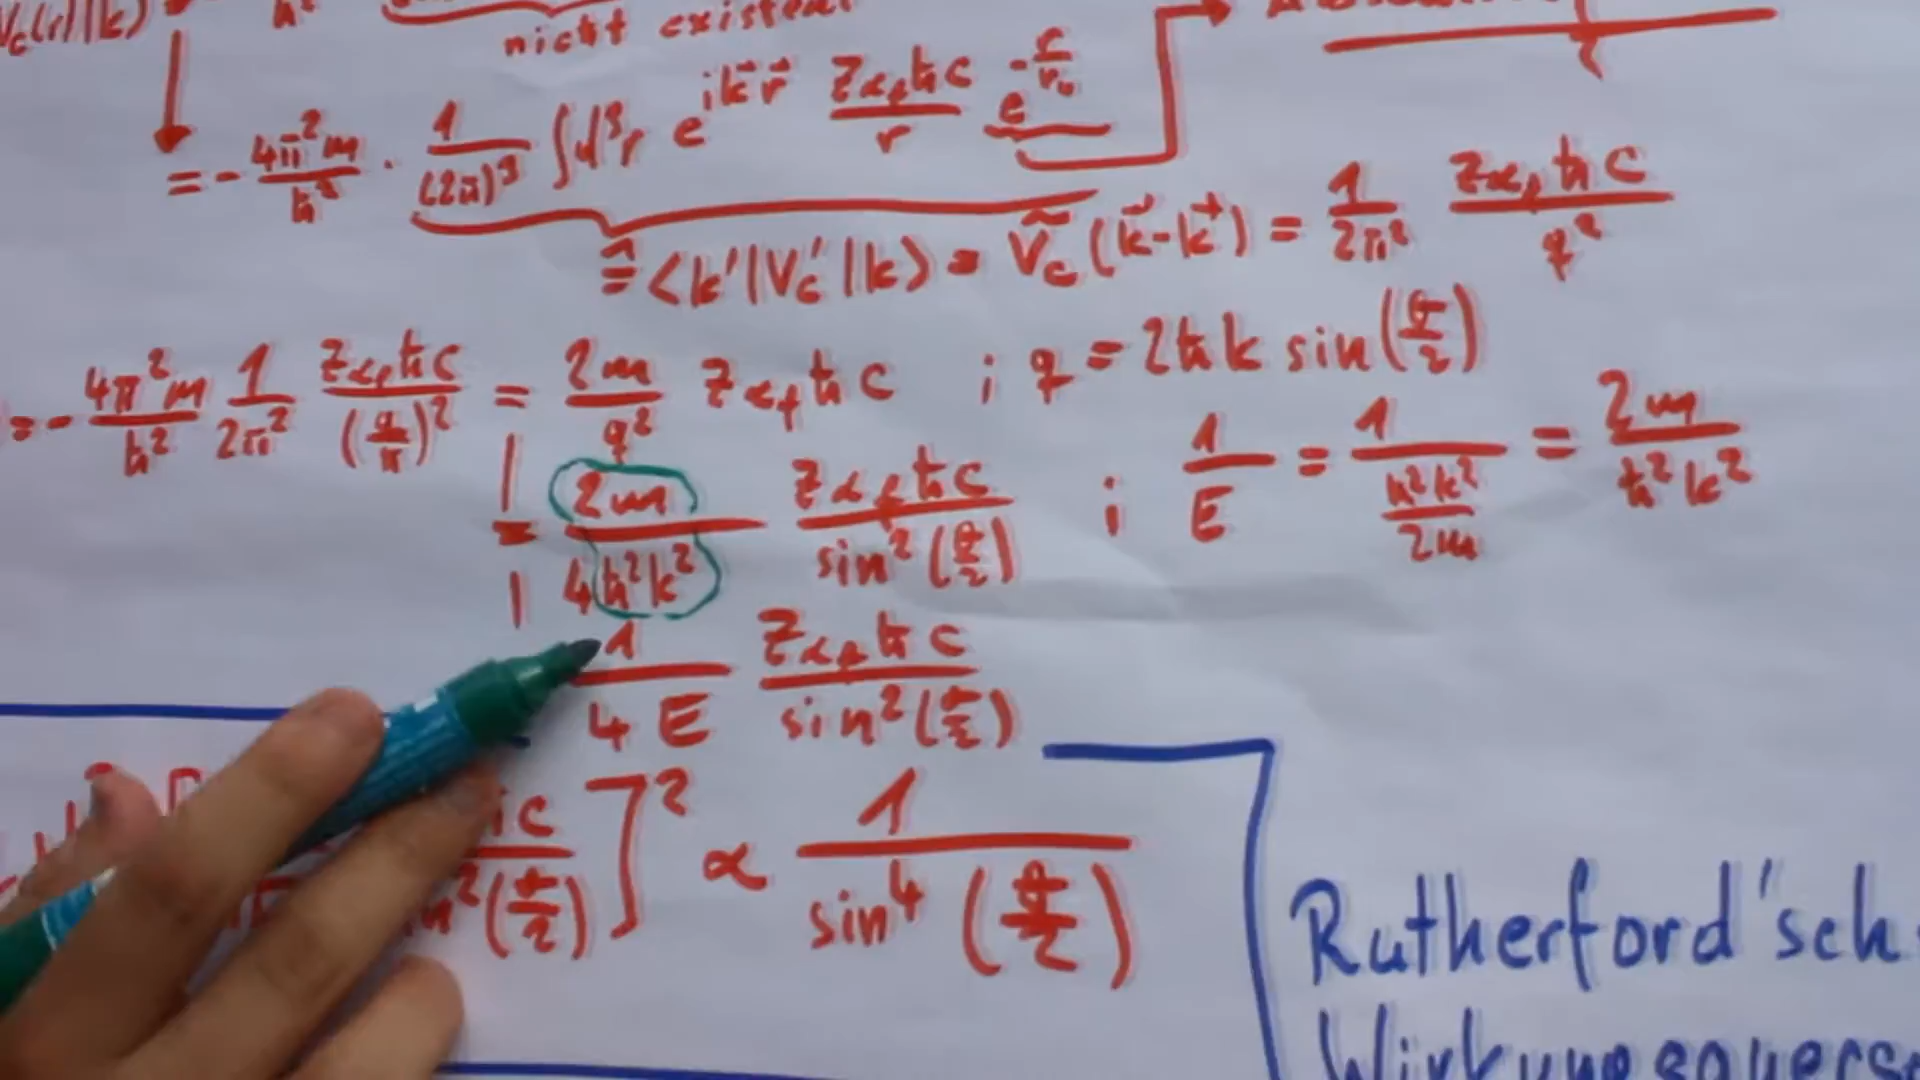 nicht existent
= - 4π²m/ħ² · 1/(2π)³ ∫d³r e^{i k⃗ r⃗} Zα_f ħc/r e^{-r/r₀}
≙ ⟨k'|V_c'|k⟩ = Ṽ_c(k⃗-k⃗') = 1/2π² Zα_f ħc/q²
= - 4π²m/ħ² 1/2π² Zα_f ħc/(q/ħ)² = 2m/q² Zα_f ħc ; q = 2ħk sin(θ/2)
= 2m/4ħ²k² Zα_f ħc/sin²(θ/2) ; 1/E = 1/(ħ²k²/2m) = 2m/ħ²k²
1/4E Zα_f ħc/sin²(θ/2)
]² ∝ 1/sin⁴(θ/2)
Rutherford'sch